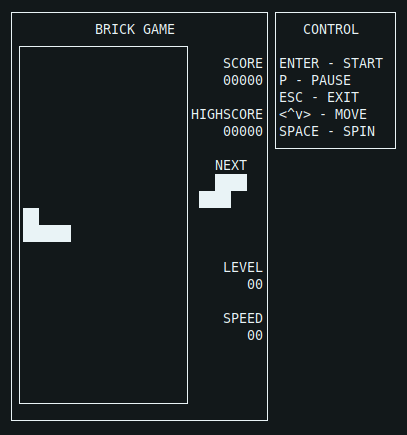 BRICK GAME
SCORE
00000
HIGHSCORE
00000
NEXT
LEVEL
00
SPEED
00
CONTROL
ENTER - START
P - PAUSE
ESC - EXIT
<^v> - MOVE
SPACE - SPIN